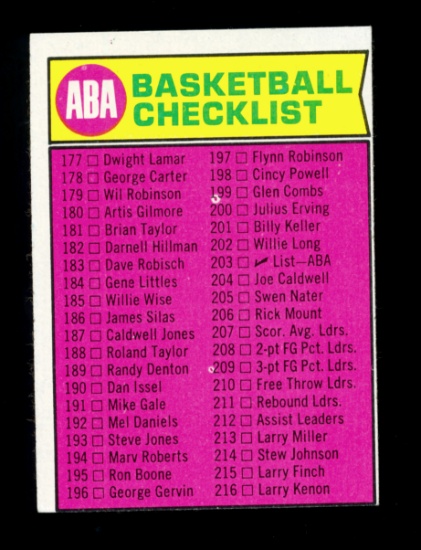 ABA
BASKETBALL
CHECKLIST
177 □ Dwight Lamar
178 □ George Carter
179 □ Wil Robinson
180 □ Artis Gilmore
181 □ Brian Taylor
182 □ Darnell Hillman
183 □ Dave Robisch
184 □ Gene Littles
185 □ Willie Wise
186 □ James Silas
187 □ Caldwell Jones
188 □ Roland Taylor
189 □ Randy Denton
190 □ Dan Issel
191 □ Mike Gale
192 □ Mel Daniels
193 □ Steve Jones
194 □ Marv Roberts
195 □ Ron Boone
196 □ George Gervin
197 □ Flynn Robinson
198 □ Cincy Powell
199 □ Glen Combs
200 □ Julius Erving
201 □ Billy Keller
202 □ Willie Long
203 □ ✓ List—ABA
204 □ Joe Caldwell
205 □ Swen Nater
206 □ Rick Mount
207 □ Scor. Avg. Ldrs.
208 □ 2-pt FG Pct. Ldrs.
209 □ 3-pt FG Pct. Ldrs.
210 □ Free Throw Ldrs.
211 □ Rebound Ldrs.
212 □ Assist Leaders
213 □ Larry Miller
214 □ Stew Johnson
215 □ Larry Finch
216 □ Larry Kenon